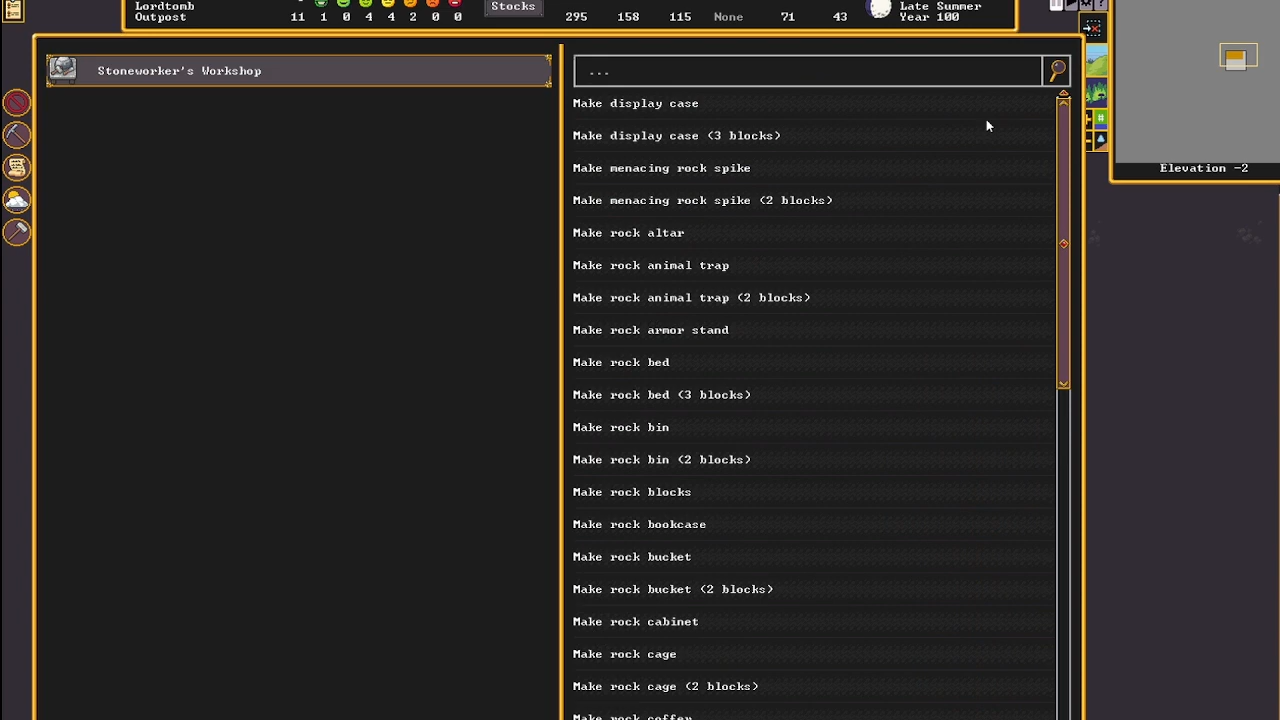 Lordtomb
Outpost
11 1 0 4 4 2 0 0
Stocks
295 158 115 None 71 43
Late Summer
Year 100
Elevation -2
Stoneworker's Workshop
...
Make display case
Make display case (3 blocks)
Make menacing rock spike
Make menacing rock spike (2 blocks)
Make rock altar
Make rock animal trap
Make rock animal trap (2 blocks)
Make rock armor stand
Make rock bed
Make rock bed (3 blocks)
Make rock bin
Make rock bin (2 blocks)
Make rock blocks
Make rock bookcase
Make rock bucket
Make rock bucket (2 blocks)
Make rock cabinet
Make rock cage
Make rock cage (2 blocks)
Make rock coffer